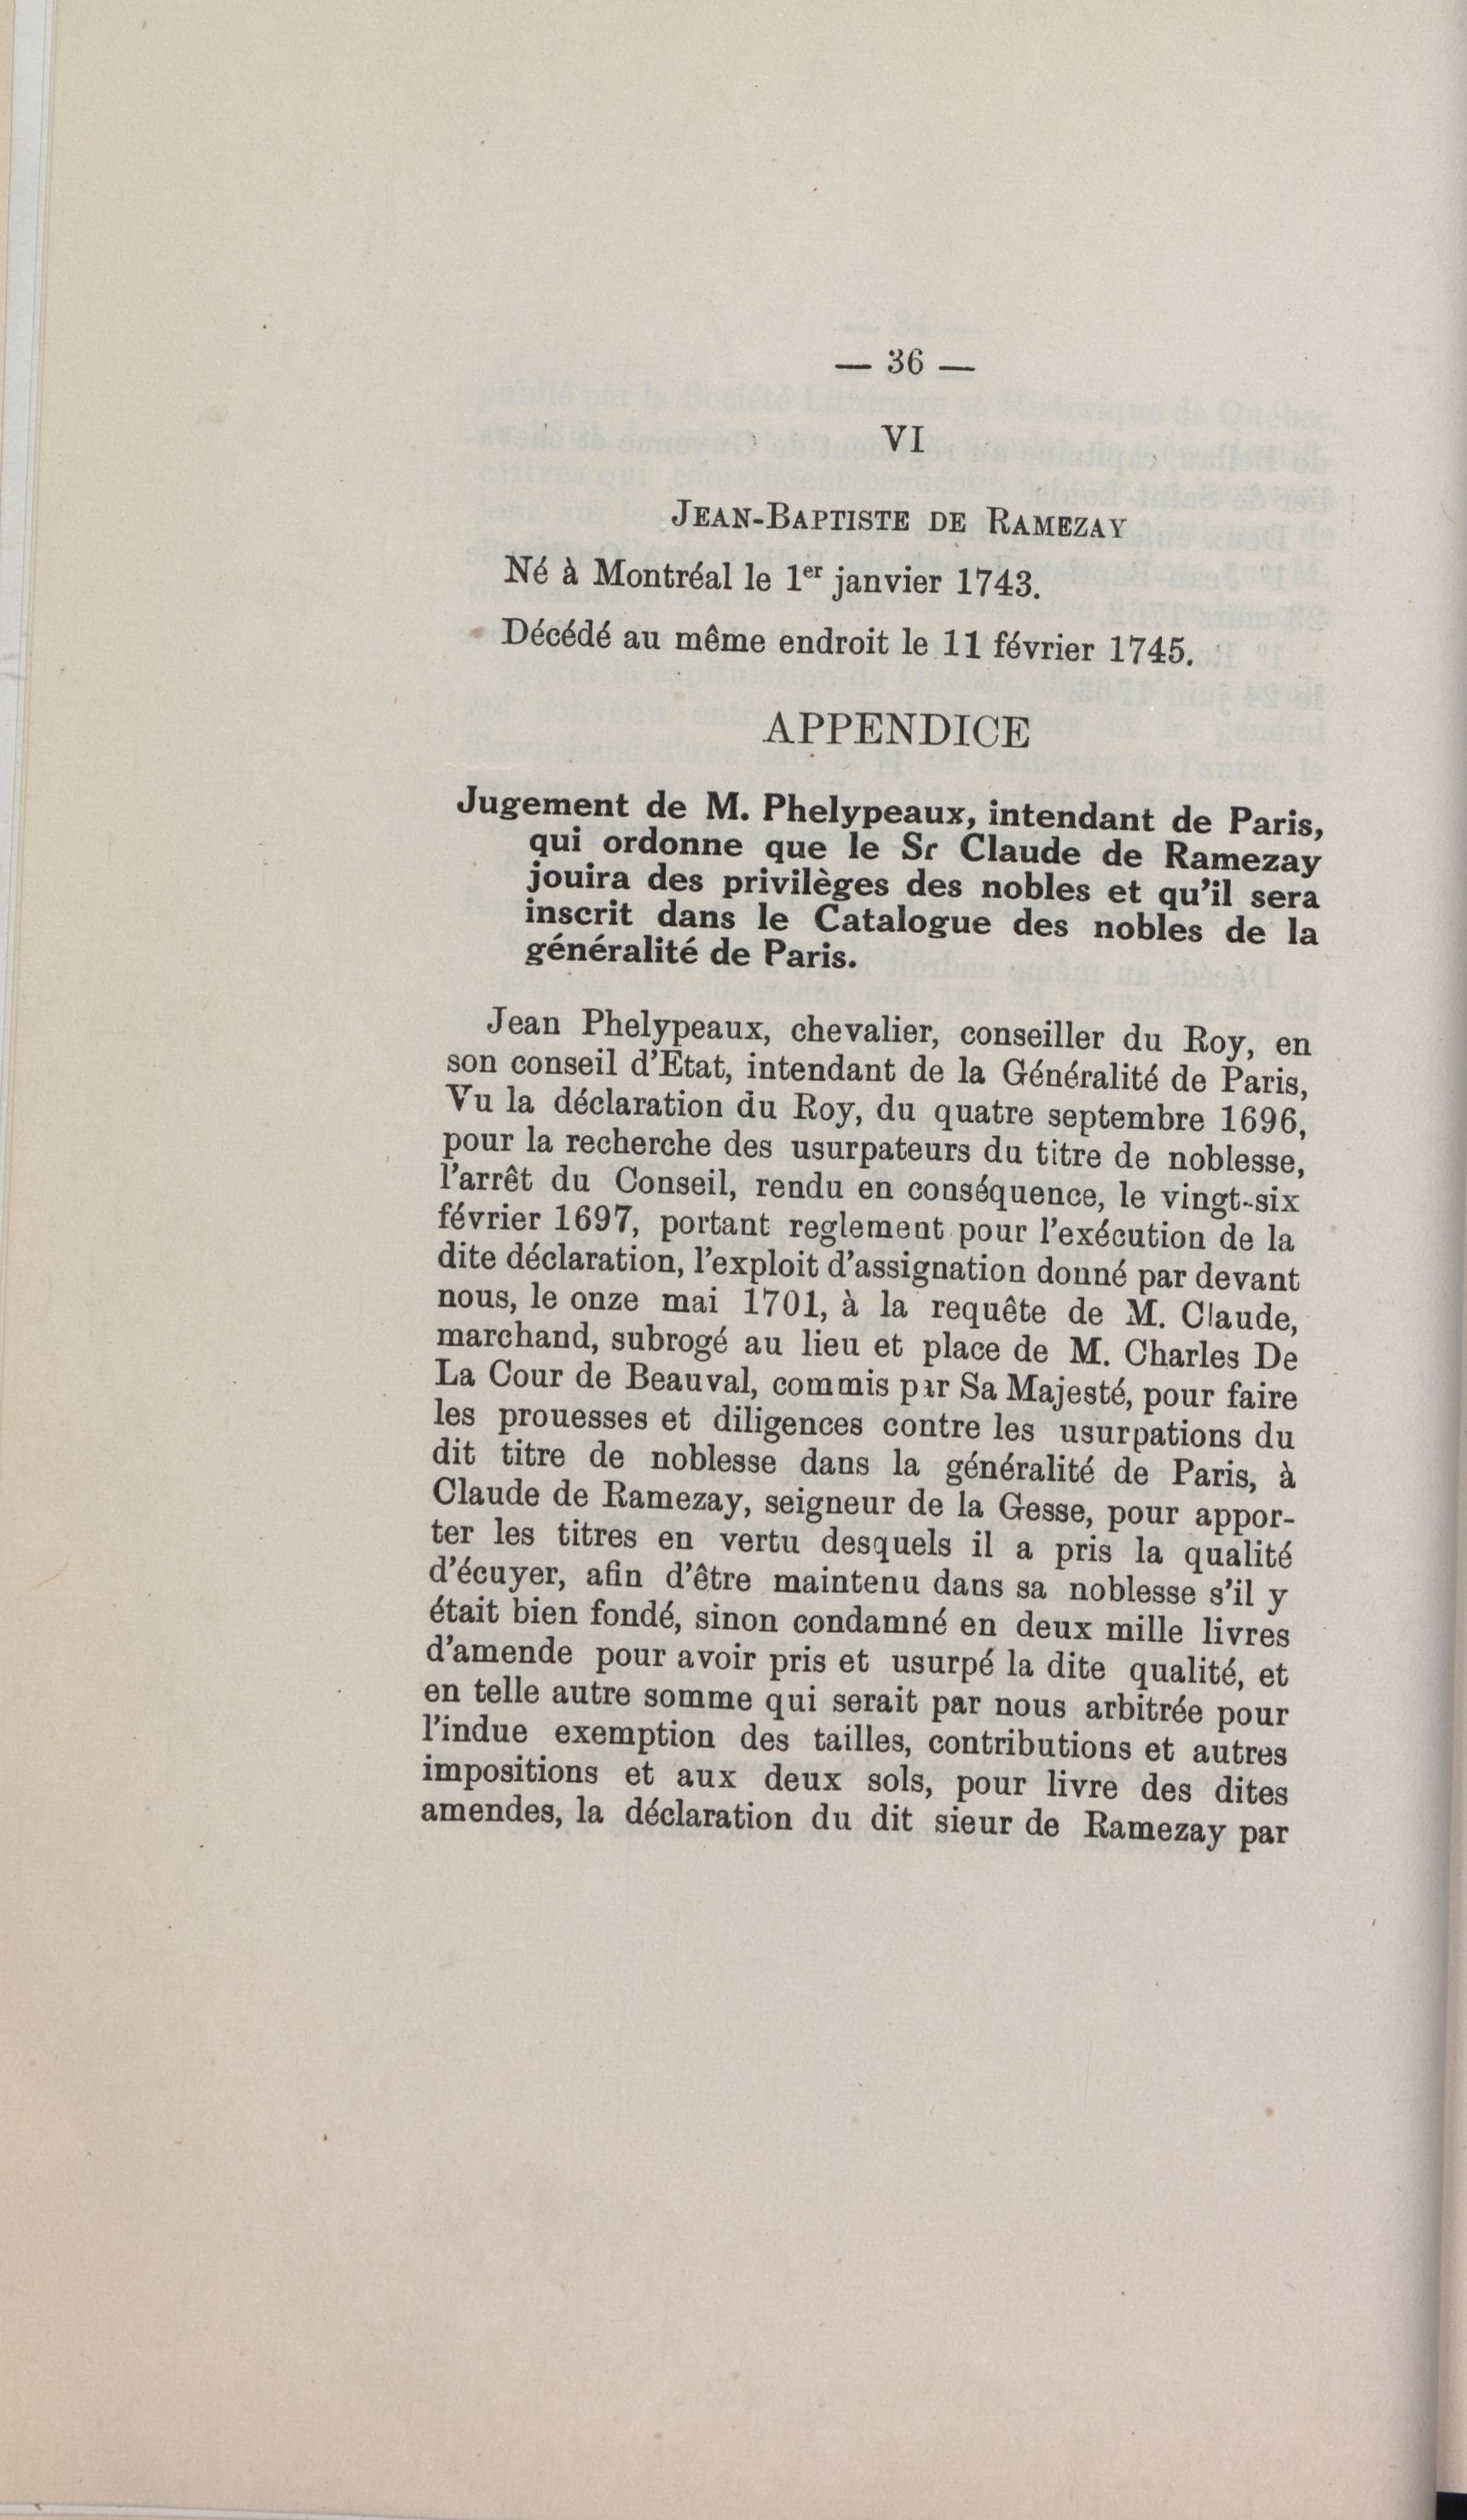 — 36 —
VI
JEAN-BAPTISTE DE RAMEZAY
Né à Montréal le 1er janvier 1743.
Décédé au même endroit le 11 février 1745.
APPENDICE
Jugement de M. Phelypeaux, intendant de Paris,
qui ordonne que le Sr Claude de Ramezay
jouira des privilèges des nobles et qu'il sera
inscrit dans le Catalogue des nobles de la
généralité de Paris.
Jean Phelypeaux, chevalier, conseiller du Roy, en
son conseil d'Etat, intendant de la Généralité de Paris,
Vu la déclaration du Roy, du quatre septembre 1696,
pour la recherche des usurpateurs du titre de noblesse,
l'arrêt du Conseil, rendu en conséquence, le vingt-six
février 1697, portant reglement pour l'exécution de la
dite déclaration, l'exploit d'assignation donné par devant
nous, le onze mai 1701, à la requête de M. Claude,
marchand, subrogé au lieu et place de M. Charles De
La Cour de Beauval, commis par Sa Majesté, pour faire
les prouesses et diligences contre les usurpations du
dit titre de noblesse dans la généralité de Paris, à
Claude de Ramezay, seigneur de la Gesse, pour appor-
ter les titres en vertu desquels il a pris la qualité
d'écuyer, afin d'être maintenu dans sa noblesse s'il y
était bien fondé, sinon condamné en deux mille livres
d'amende pour avoir pris et usurpé la dite qualité, et
en telle autre somme qui serait par nous arbitrée pour
l'indue exemption des tailles, contributions et autres
impositions et aux deux sols, pour livre des dites
amendes, la déclaration du dit sieur de Ramezay par